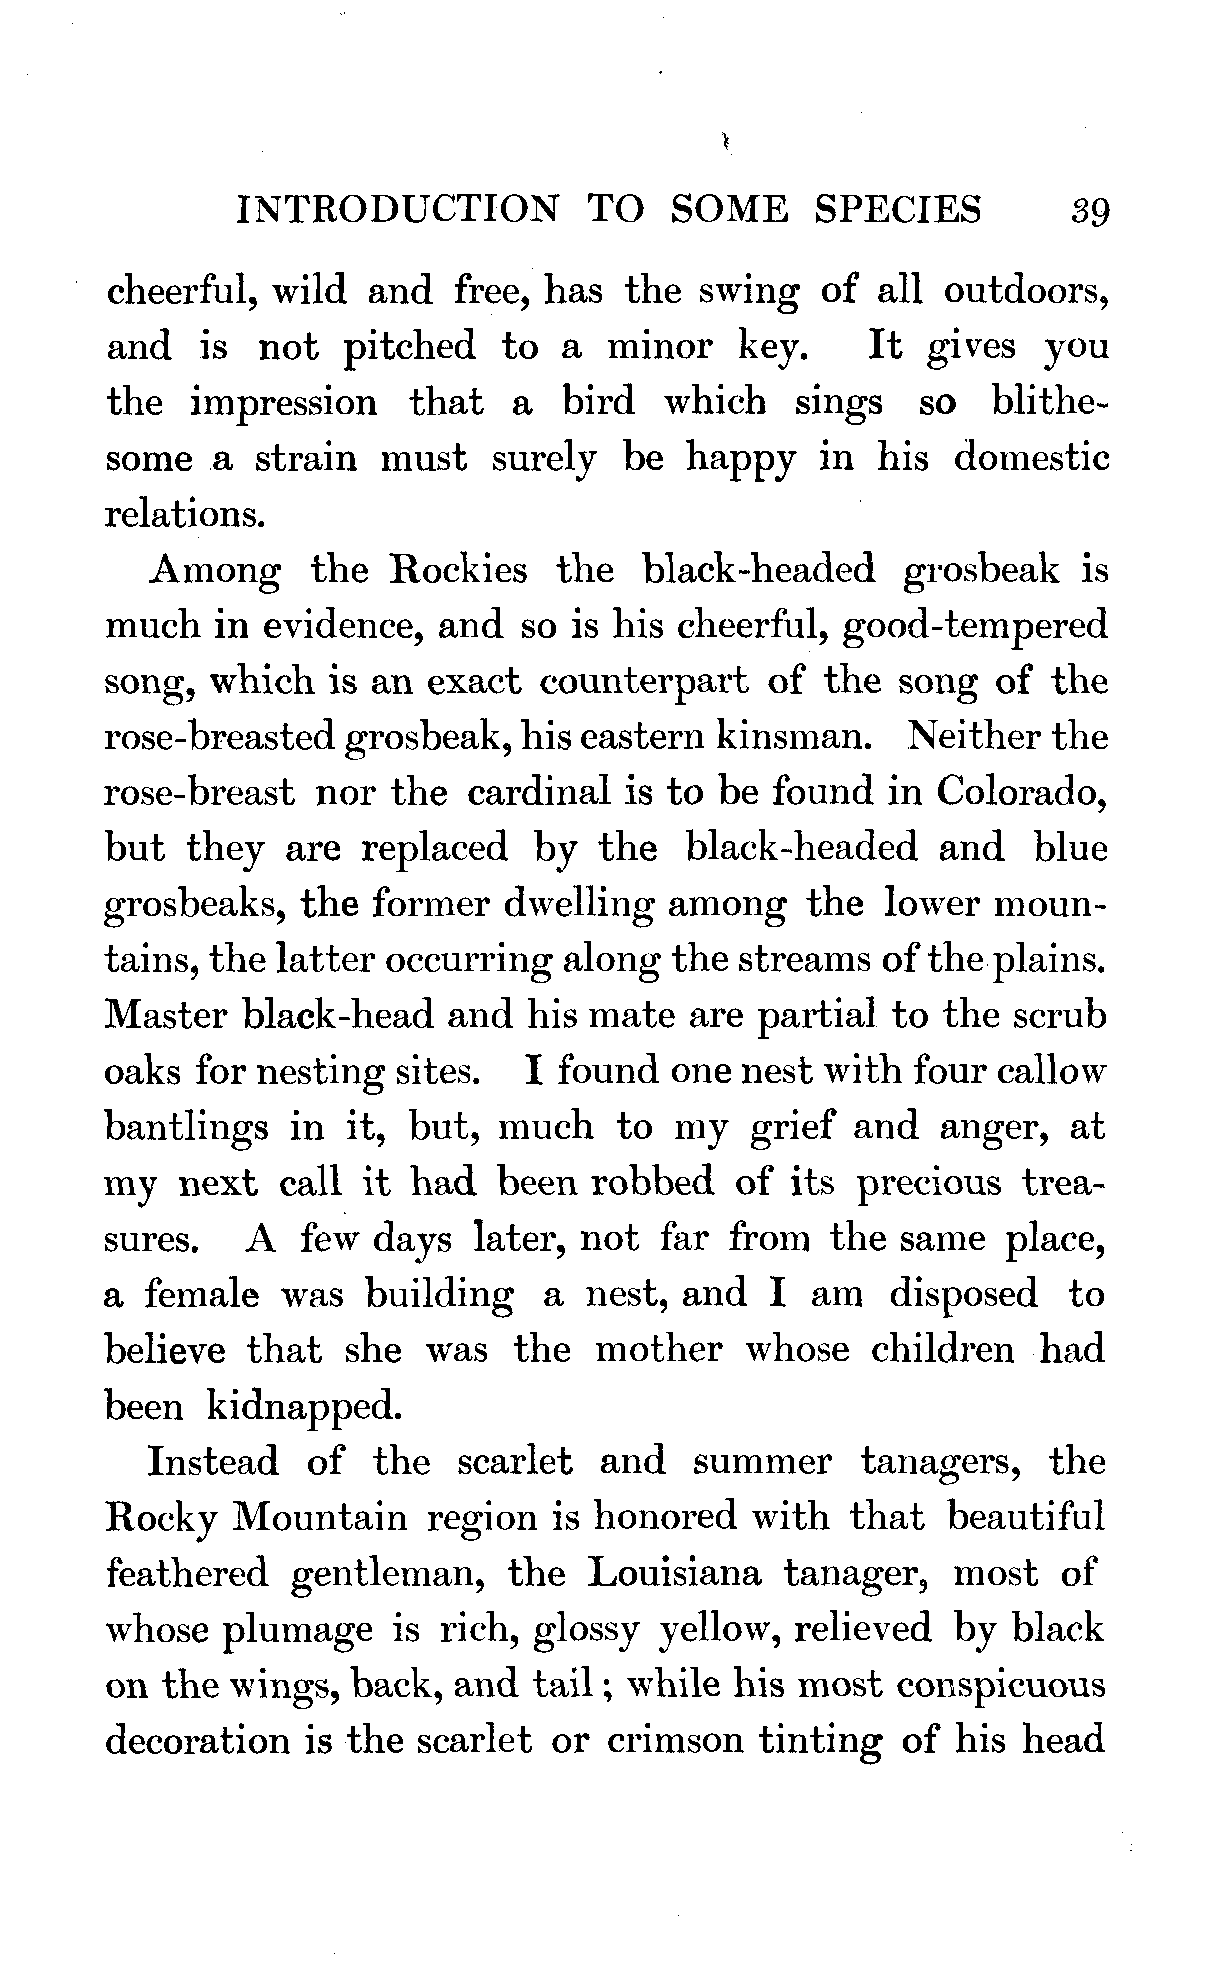 INTRODUCTION TO SOME SPECIES 39
cheerful, wild and free, has the swing of all outdoors,
and is not pitched to a minor key. It gives you
the impression that a bird which sings so blithe-
some a strain must surely be happy in his domestic
relations.
Among the Rockies the black-headed grosbeak is
much in evidence, and so is his cheerful, good-tempered
song, which is an exact counterpart of the song of the
rose-breasted grosbeak, his eastern kinsman. Neither the
rose-breast nor the cardinal is to be found in Colorado,
but they are replaced by the black-headed and blue
grosbeaks, the former dwelling among the lower moun-
tains, the latter occurring along the streams of the plains.
Master black-head and his mate are partial to the scrub
oaks for nesting sites. I found one nest with four callow
bantlings in it, but, much to my grief and anger, at
my next call it had been robbed of its precious trea-
sures. A few days later, not far from the same place,
a female was building a nest, and I am disposed to
believe that she was the mother whose children had
been kidnapped.
Instead of the scarlet and summer tanagers, the
Rocky Mountain region is honored with that beautiful
feathered gentleman, the Louisiana tanager, most of
whose plumage is rich, glossy yellow, relieved by black
on the wings, back, and tail ; while his most conspicuous
decoration is the scarlet or crimson tinting of his head